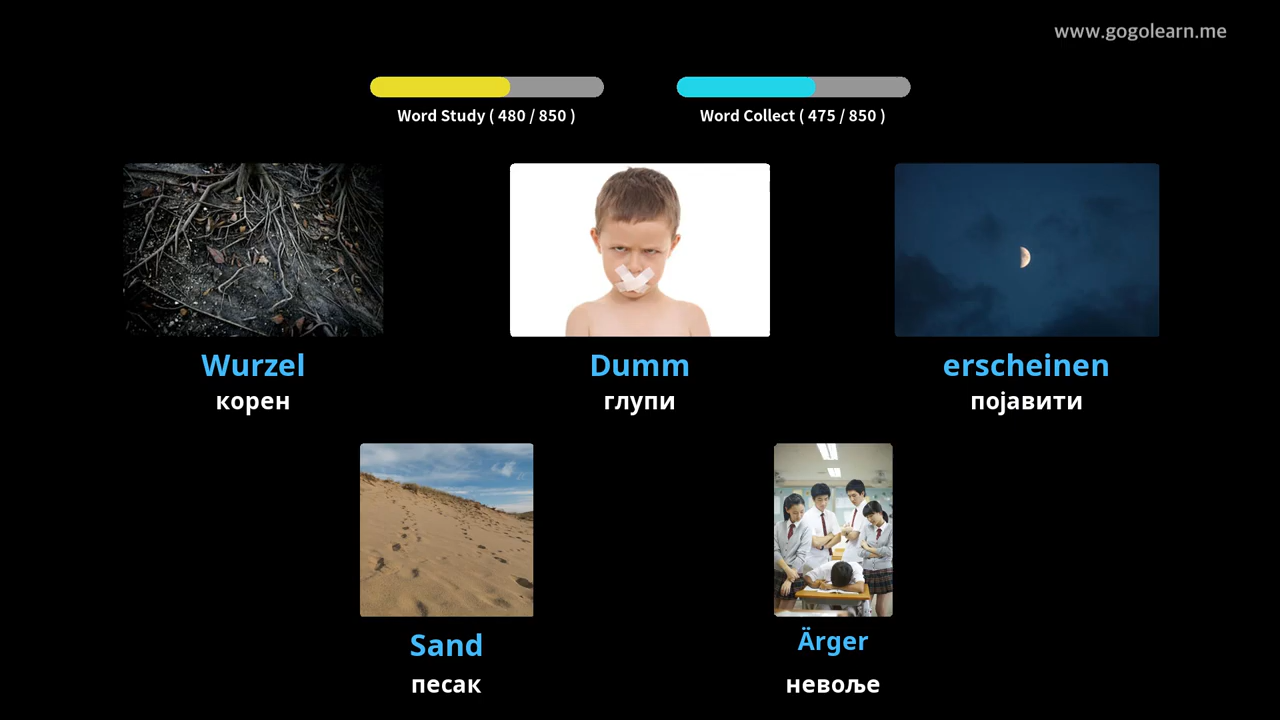 www.gogolearn.me
Word Study ( 480 / 850 )
Word Collect ( 475 / 850 )
Wurzel
корен
Dumm
глупи
erscheinen
појавити
Sand
песак
Ärger
невоље